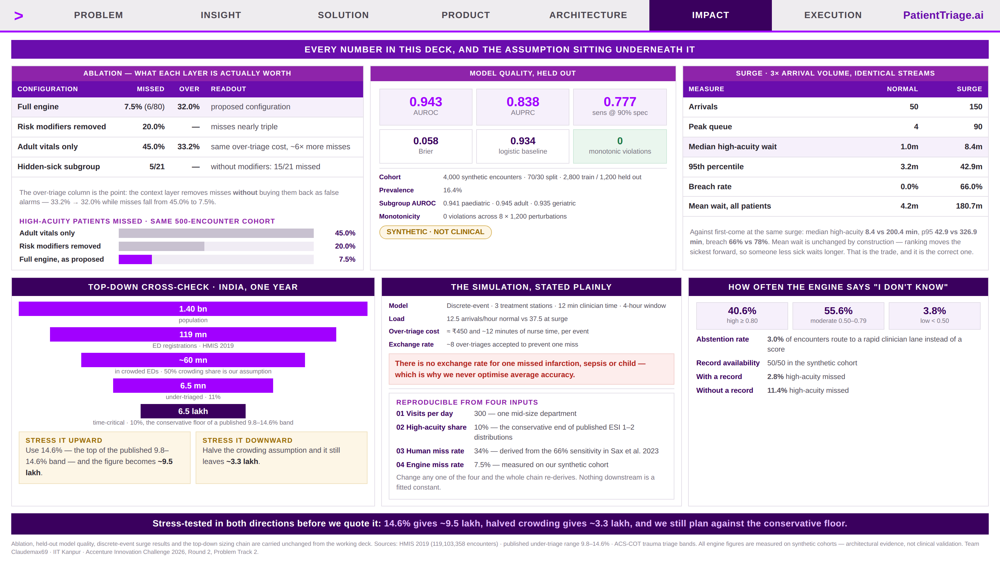 > PROBLEM INSIGHT SOLUTION PRODUCT ARCHITECTURE IMPACT EXECUTION PatientTriage.ai
EVERY NUMBER IN THIS DECK, AND THE ASSUMPTION SITTING UNDERNEATH IT
ABLATION — WHAT EACH LAYER IS ACTUALLY WORTH
CONFIGURATION MISSED OVER READOUT
Full engine 7.5% (6/80) 32.0% proposed configuration
Risk modifiers removed 20.0% — misses nearly triple
Adult vitals only 45.0% 33.2% same over-triage cost, ~6× more misses
Hidden-sick subgroup 5/21 — without modifiers: 15/21 missed
The over-triage column is the point: the context layer removes misses without buying them back as false
alarms — 33.2% → 32.0% while misses fall from 45.0% to 7.5%.
HIGH-ACUITY PATIENTS MISSED · SAME 500-ENCOUNTER COHORT
Adult vitals only 45.0%
Risk modifiers removed 20.0%
Full engine, as proposed 7.5%
MODEL QUALITY, HELD OUT
0.943 0.838 0.777
AUROC AUPRC sens @ 90% spec
0.058 0.934 0
Brier logistic baseline monotonic violations
Cohort 4,000 synthetic encounters · 70/30 split · 2,800 train / 1,200 held out
Prevalence 16.4%
Subgroup AUROC 0.941 paediatric · 0.945 adult · 0.935 geriatric
Monotonicity 0 violations across 8 × 1,200 perturbations
SYNTHETIC · NOT CLINICAL
SURGE · 3× ARRIVAL VOLUME, IDENTICAL STREAMS
MEASURE NORMAL SURGE
Arrivals 50 150
Peak queue 4 90
Median high-acuity wait 1.0m 8.4m
95th percentile 3.2m 42.9m
Breach rate 0.0% 66.0%
Mean wait, all patients 4.2m 180.7m
Against first-come at the same surge: median high-acuity 8.4 vs 200.4 min, p95 42.9 vs 326.9
min, breach 66% vs 78%. Mean wait is unchanged by construction — ranking moves the
sickest forward, so someone less sick waits longer. That is the trade, and it is the correct one.
TOP-DOWN CROSS-CHECK · INDIA, ONE YEAR
1.40 bn
population
119 mn
ED registrations · HMIS 2019
~60 mn
in crowded EDs · 50% crowding share is our assumption
6.5 mn
under-triaged · 11%
6.5 lakh
time-critical · 10%, the conservative floor of a published 9.8–14.6% band
STRESS IT UPWARD
Use 14.6% — the top of the published 9.8–
14.6% band — and the figure becomes ~9.5
lakh.
STRESS IT DOWNWARD
Halve the crowding assumption and it still
leaves ~3.3 lakh.
THE SIMULATION, STATED PLAINLY
Model Discrete-event · 3 treatment stations · 12 min clinician time · 4-hour window
Load 12.5 arrivals/hour normal vs 37.5 at surge
Over-triage cost ≈ ₹450 and ~12 minutes of nurse time, per event
Exchange rate ~8 over-triages accepted to prevent one miss
There is no exchange rate for one missed infarction, sepsis or child —
which is why we never optimise average accuracy.
REPRODUCIBLE FROM FOUR INPUTS
01 Visits per day 300 — one mid-size department
02 High-acuity share 10% — the conservative end of published ESI 1–2
distributions
03 Human miss rate 34% — derived from the 66% sensitivity in Sax et al. 2023
04 Engine miss rate 7.5% — measured on our synthetic cohort
Change any one of the four and the whole chain re-derives. Nothing downstream is a
fitted constant.
HOW OFTEN THE ENGINE SAYS "I DON'T KNOW"
40.6% 55.6% 3.8%
high ≥ 0.80 moderate 0.50–0.79 low < 0.50
Abstention rate 3.0% of encounters route to a rapid clinician lane instead of a
score
Record availability 50/50 in the synthetic cohort
With a record 2.8% high-acuity missed
Without a record 11.4% high-acuity missed
Stress-tested in both directions before we quote it: 14.6% gives ~9.5 lakh, halved crowding gives ~3.3 lakh, and we still plan against the conservative floor.
Ablation, held-out model quality, discrete-event surge results and the top-down sizing chain are carried unchanged from the working deck. Sources: HMIS 2019 (119,103,358 encounters) · published under-triage range 9.8–14.6% · ACS-COT trauma triage bands. All engine figures are measured on synthetic cohorts — architectural evidence, not clinical validation. Team
Claudemax69 · IIT Kanpur · Accenture Innovation Challenge 2026, Round 2, Problem Track 2.